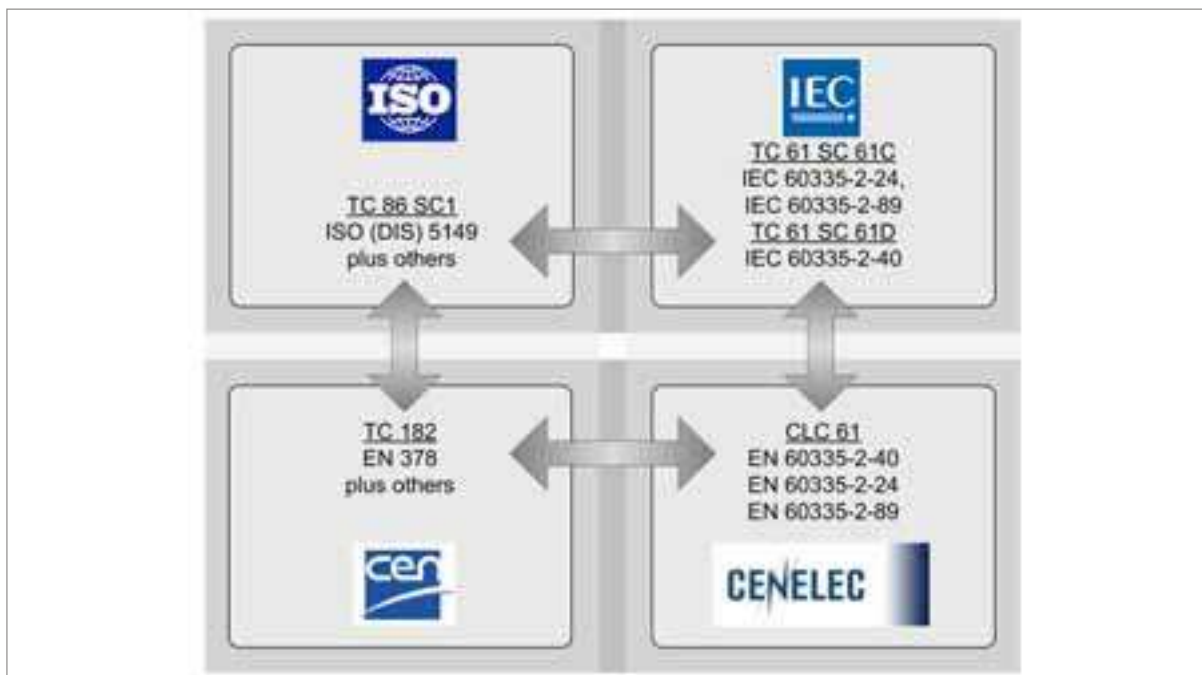 ISO
TC 86 SC1
ISO (DIS) 5149
plus others
IEC
TC 61 SC 61C
IEC 60335-2-24,
IEC 60335-2-89
TC 61 SC 61D
IEC 60335-2-40
TC 182
EN 378
plus others
cen
CLC 61
EN 60335-2-40
EN 60335-2-24
EN 60335-2-89
CENELEC